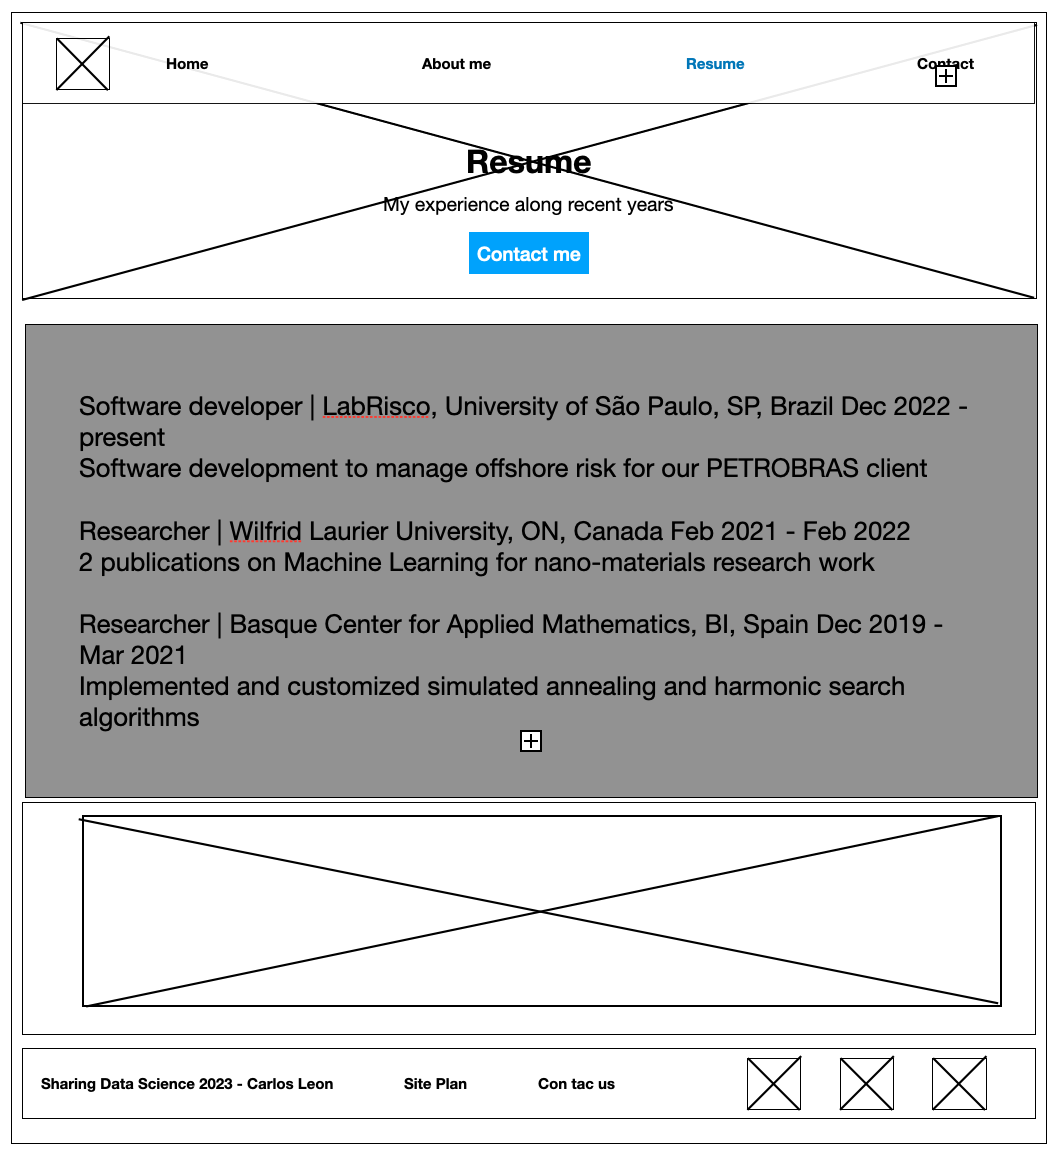 Home About me Resume Contact
Resume
My experience along recent years
Contact me
Software developer | LabRisco, University of São Paulo, SP, Brazil Dec 2022 -
present
Software development to manage offshore risk for our PETROBRAS client
Researcher | Wilfrid Laurier University, ON, Canada Feb 2021 - Feb 2022
2 publications on Machine Learning for nano-materials research work
Researcher | Basque Center for Applied Mathematics, BI, Spain Dec 2019 -
Mar 2021
Implemented and customized simulated annealing and harmonic search
algorithms
Sharing Data Science 2023 - Carlos Leon Site Plan Con tac us